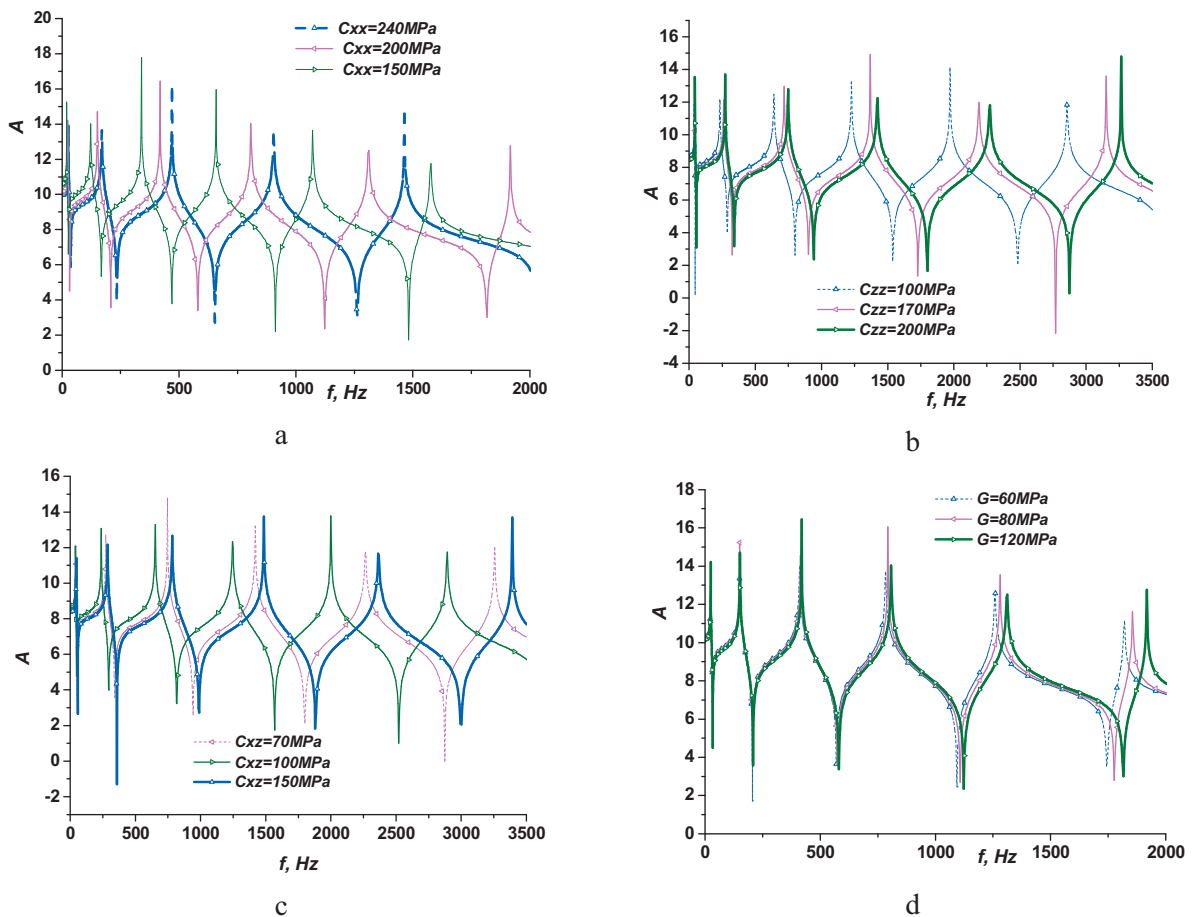 20
18
16
14
12
10
8
6
4
2
0
A
Cxx=240MPa
Cxx=200MPa
Cxx=150MPa
0 500 1000 1500 2000
f, Hz
a
16
14
12
10
8
6
4
2
0
-2
-4
A
Czz=100MPa
Czz=170MPa
Czz=200MPa
0 500 1000 1500 2000 2500 3000 3500
f, Hz
b
16
14
12
10
8
6
4
2
0
-2
A
Cxz=70MPa
Cxz=100MPa
Cxz=150MPa
0 500 1000 1500 2000 2500 3000 3500
f, Hz
c
18
16
14
12
10
8
6
4
2
0
A
G=60MPa
G=80MPa
G=120MPa
0 500 1000 1500 2000
f, Hz
d